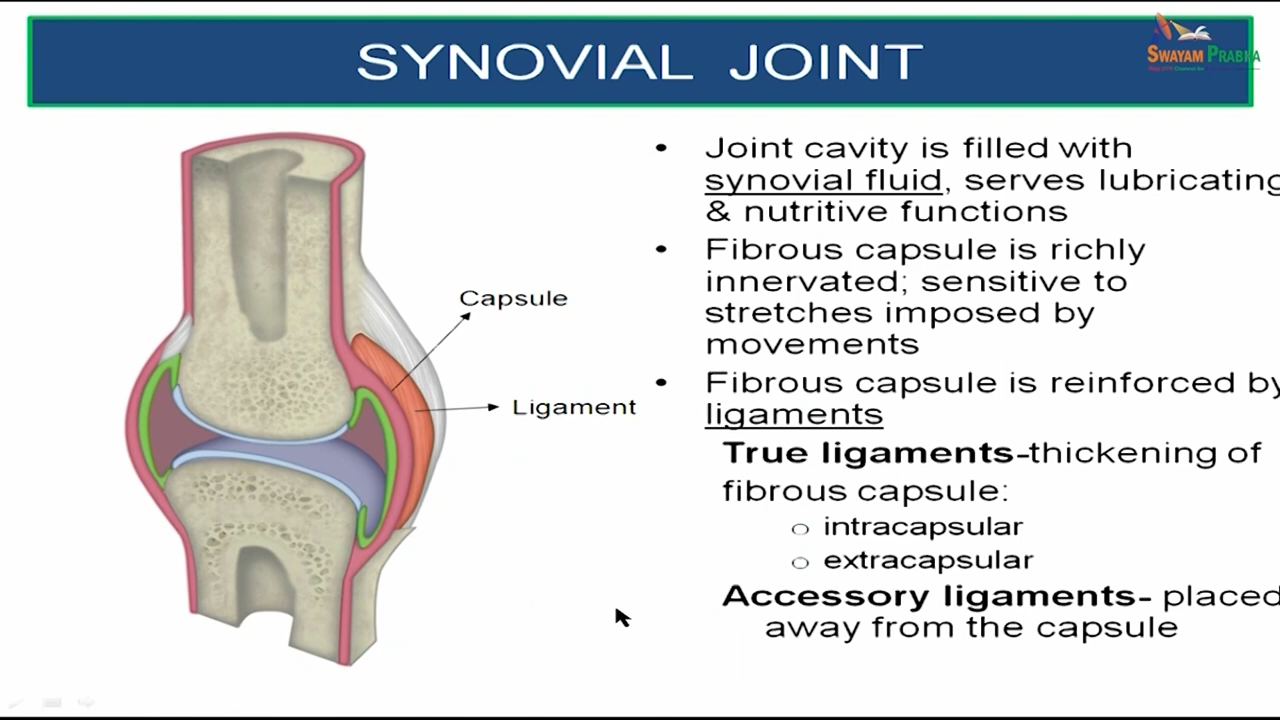 SYNOVIAL JOINT
SWAYAM PRABHA
• Joint cavity is filled with
synovial fluid, serves lubricating
& nutritive functions
• Fibrous capsule is richly
innervated; sensitive to
stretches imposed by
movements
• Fibrous capsule is reinforced by
ligaments
True ligaments-thickening of
fibrous capsule:
○ intracapsular
○ extracapsular
Accessory ligaments- placed
away from the capsule
Capsule
Ligament